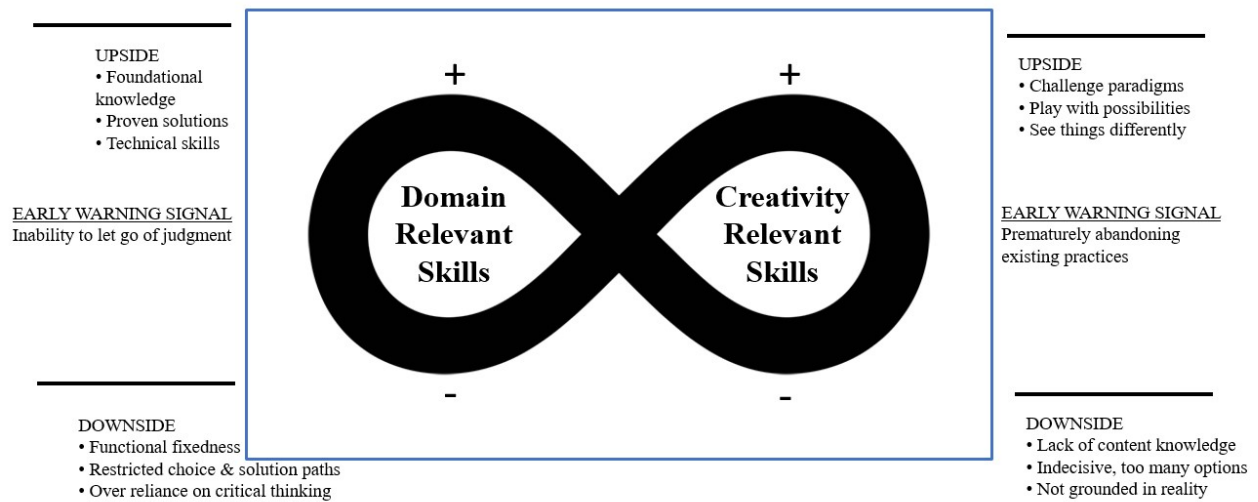 UPSIDE
• Foundational
knowledge
• Proven solutions
• Technical skills
EARLY WARNING SIGNAL
Inability to let go of judgment
DOWNSIDE
• Functional fixedness
• Restricted choice & solution paths
• Over reliance on critical thinking
+
+
Domain
Relevant
Skills
Creativity
Relevant
Skills
-
-
UPSIDE
• Challenge paradigms
• Play with possibilities
• See things differently
EARLY WARNING SIGNAL
Prematurely abandoning
existing practices
DOWNSIDE
• Lack of content knowledge
• Indecisive, too many options
• Not grounded in reality